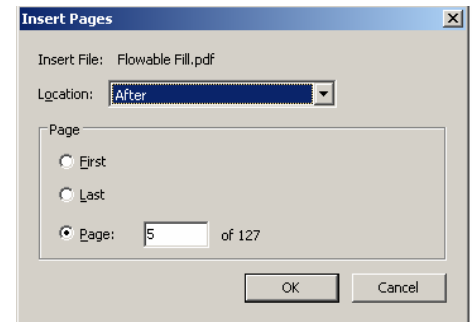 Insert Pages
Insert File: Flowable Fill.pdf
Location: After
Page
First
Last
Page: 5 of 127
OK Cancel